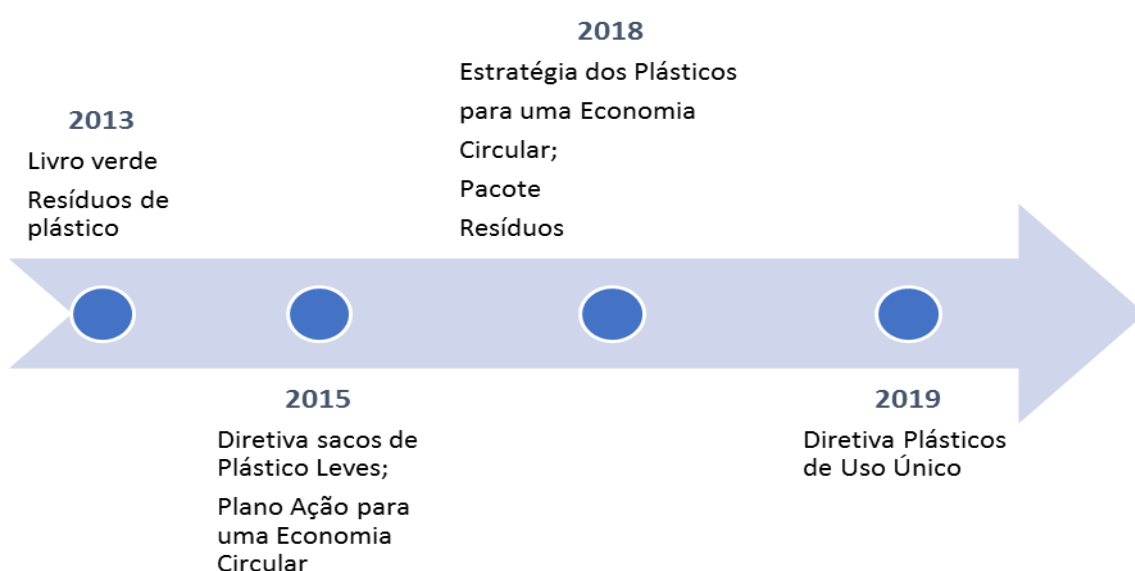 2013
Livro verde
Resíduos de
plástico
2015
Diretiva sacos de
Plástico Leves;
Plano Ação para
uma Economia
Circular
2018
Estratégia dos Plásticos
para uma Economia
Circular;
Pacote
Resíduos
2019
Diretiva Plásticos
de Uso Único